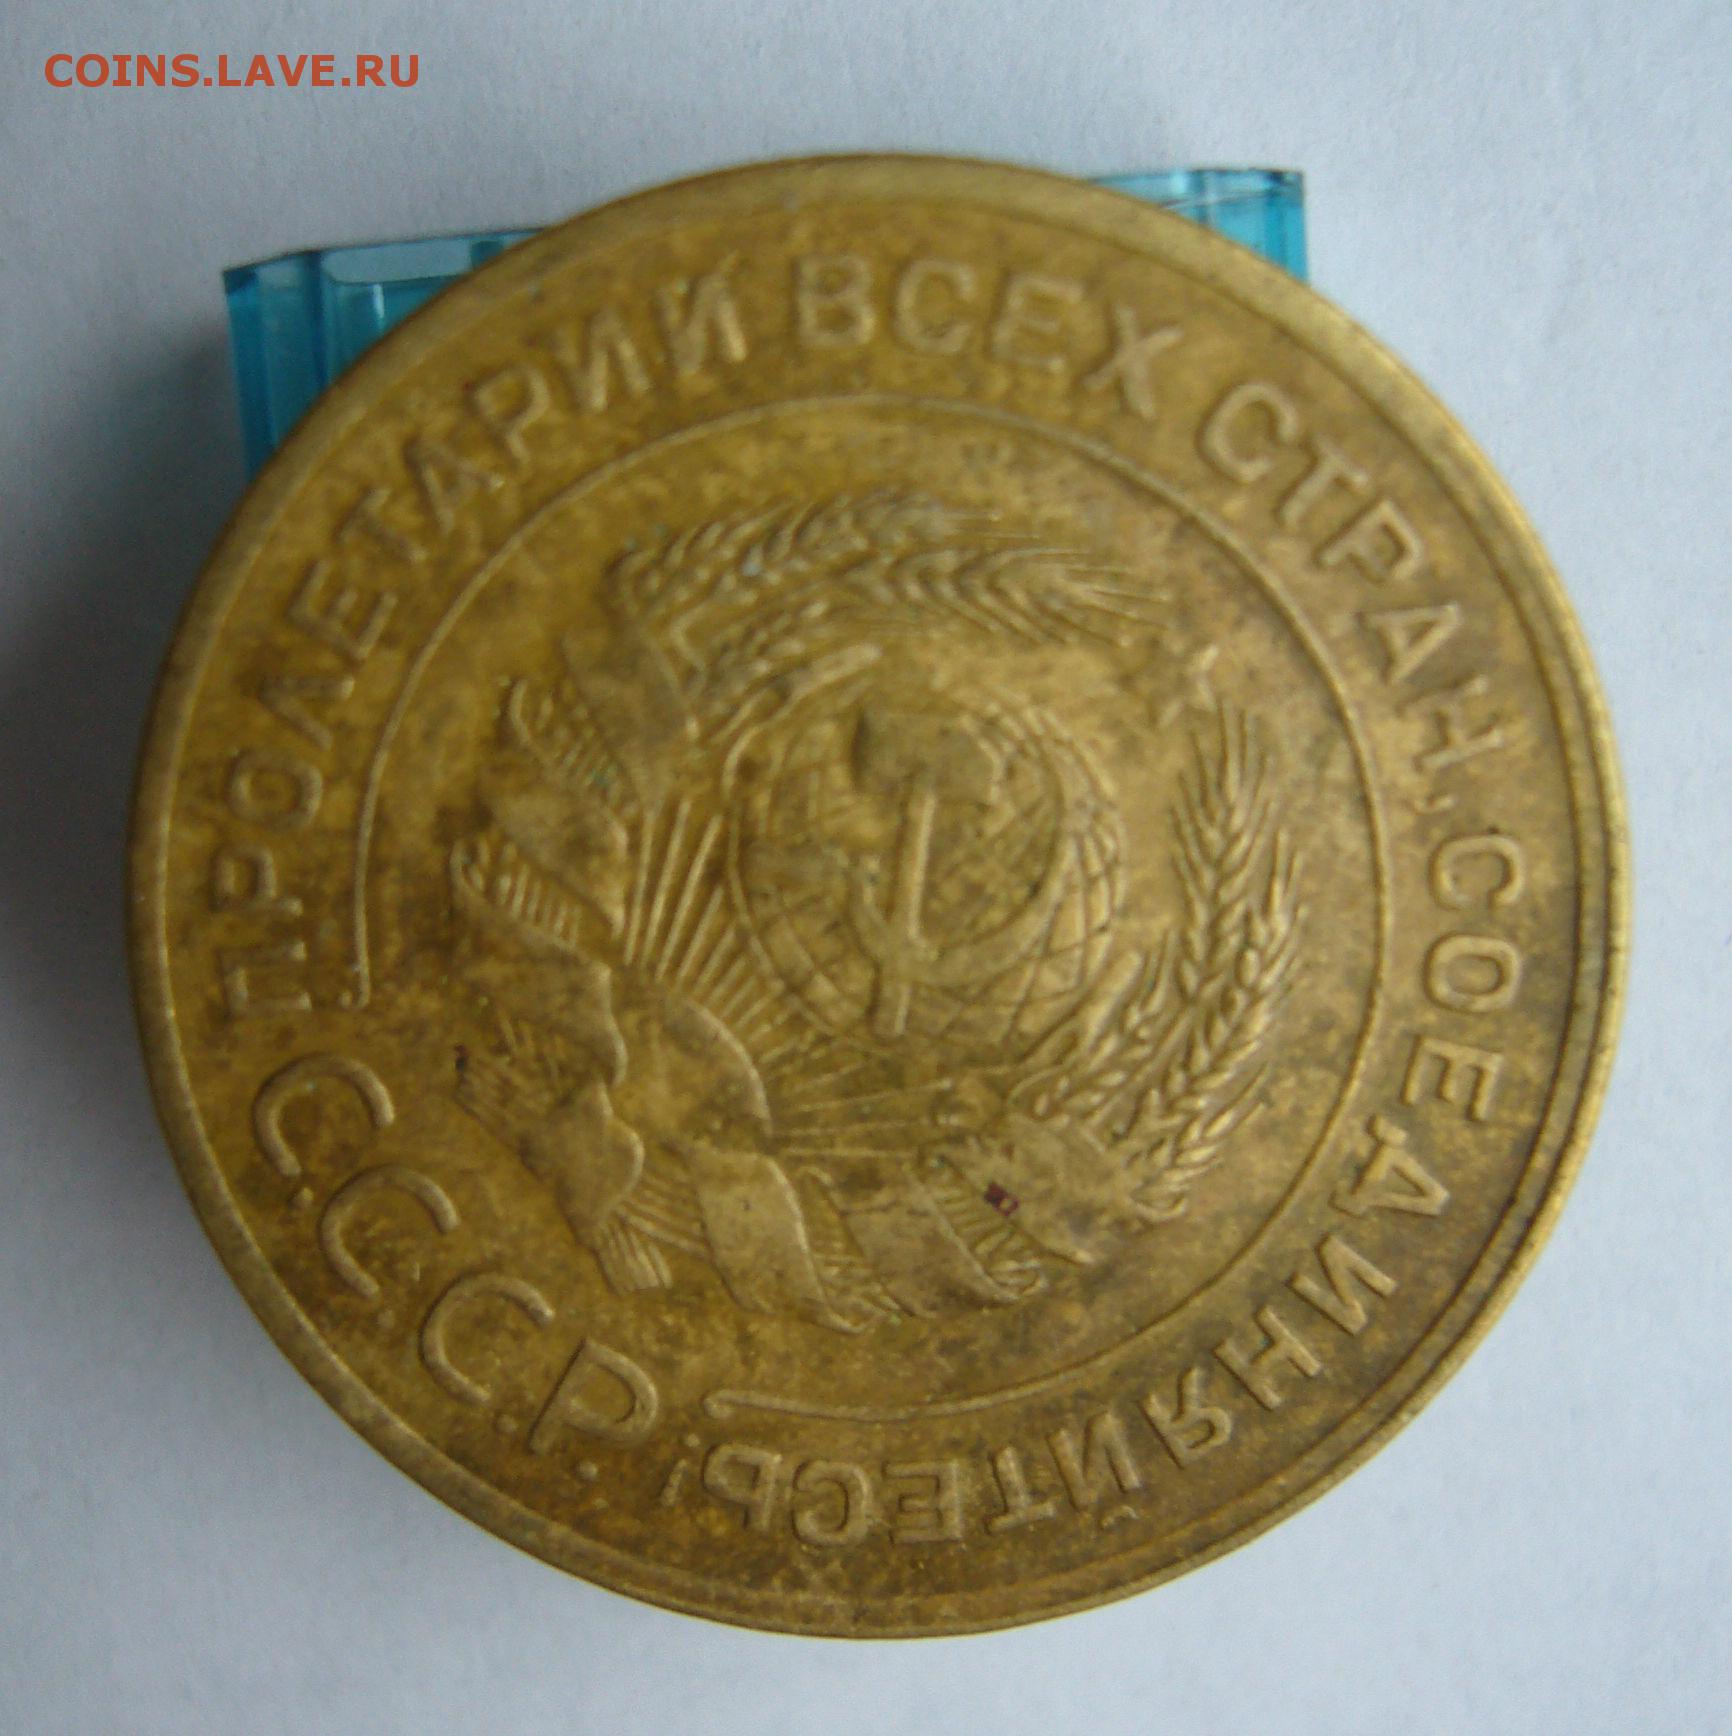 COINS.LAVE.RU
ПРОЛЕТАРИИ ВСЕХ СТРАН, СОЕДИНЯЙТЕСЬ!
С.С.С.Р.